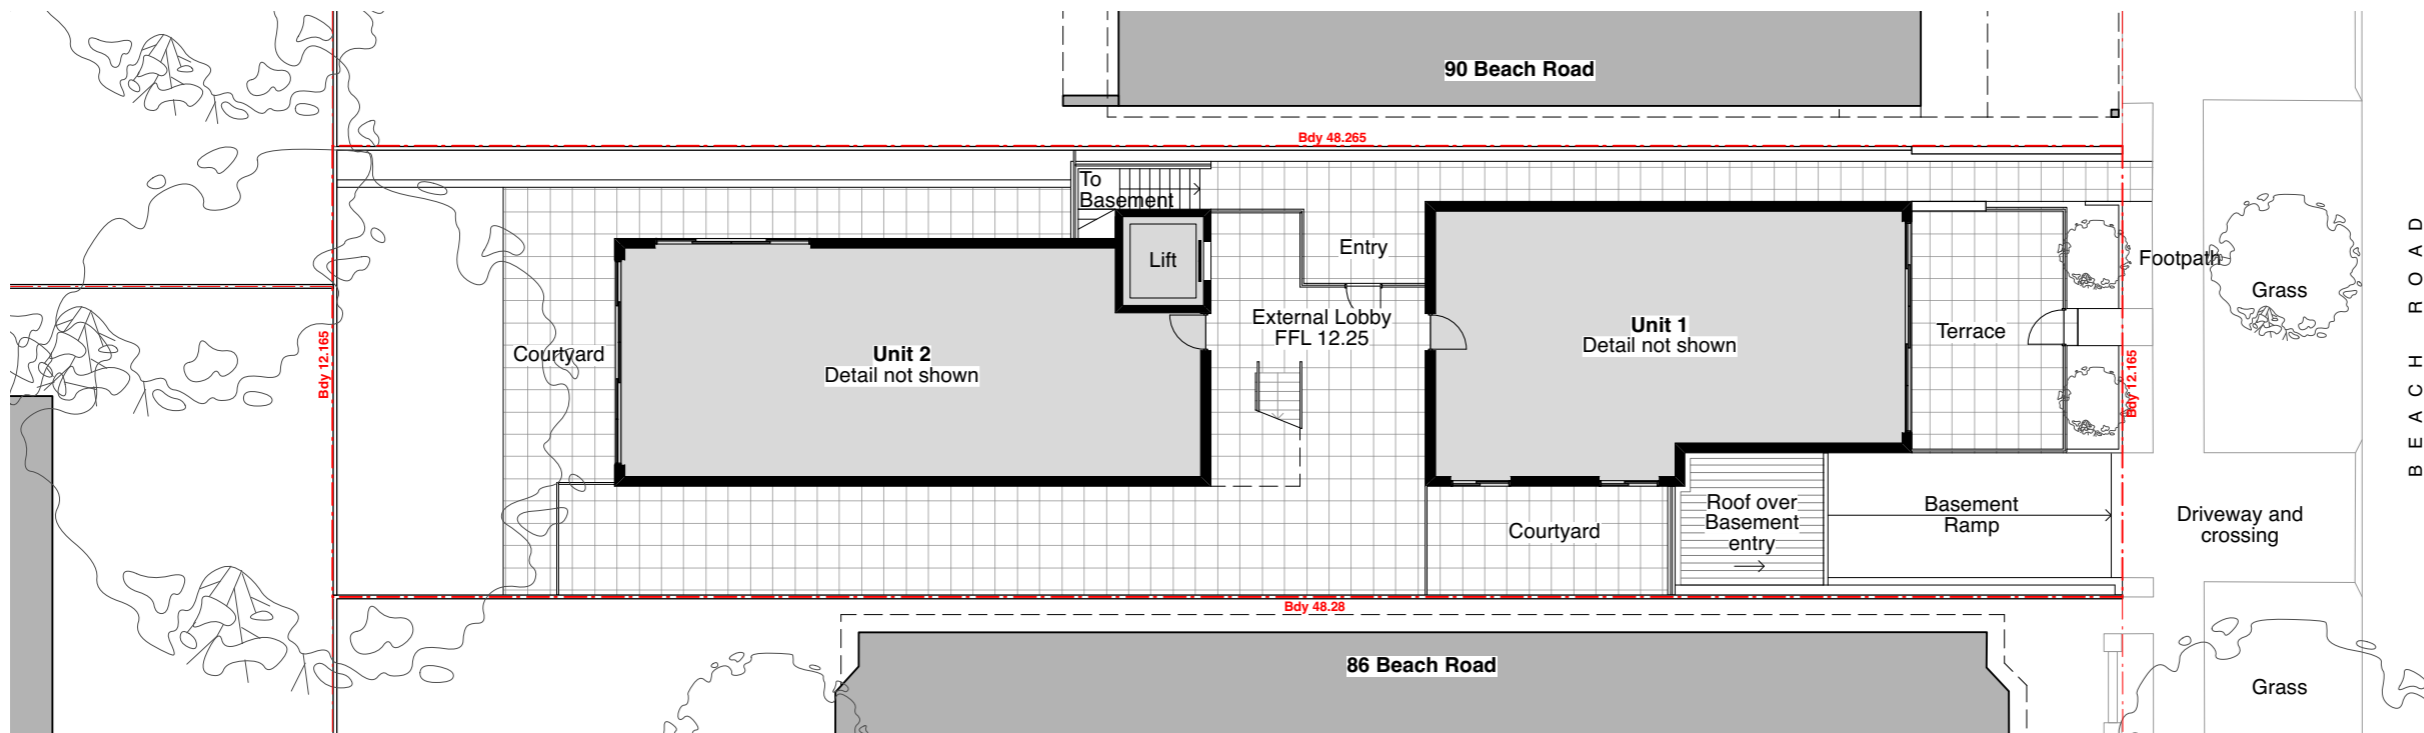 90 Beach Road
Bdy 48.265
To
Basement
Lift
Entry
External Lobby
FFL 12.25
Unit 1
Detail not shown
Terrace
Footpath
Grass
BEACH ROAD
Bdy 12.165
Courtyard
Unit 2
Detail not shown
Bdy 12.165
Courtyard
Roof over
Basement
entry
Basement
Ramp
Driveway and
crossing
Bdy 48.28
86 Beach Road
Grass